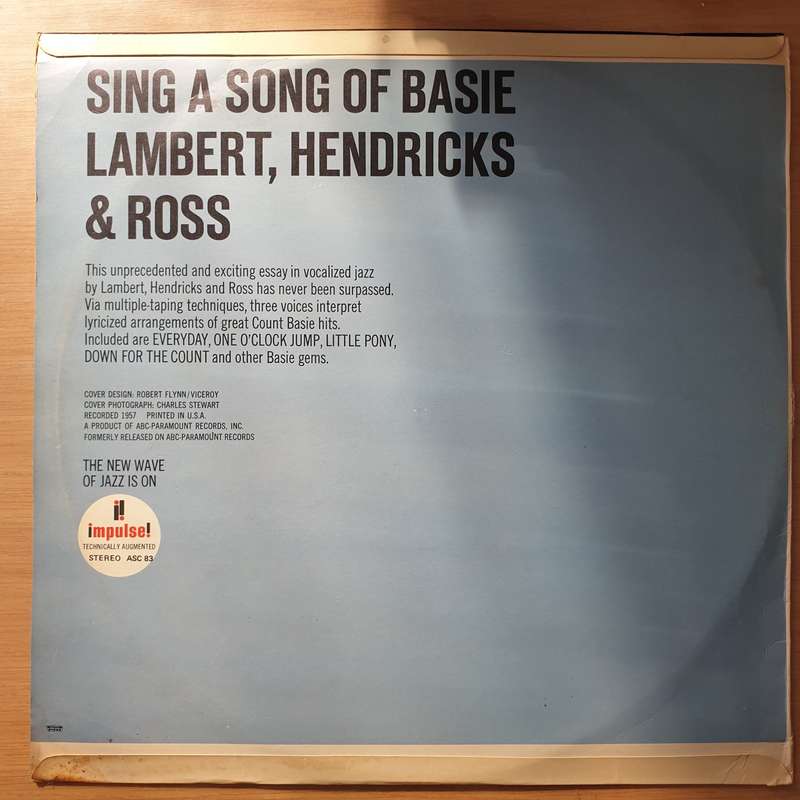 SING A SONG OF BASIE
LAMBERT, HENDRICKS
& ROSS
This unprecedented and exciting essay in vocalized jazz
by Lambert, Hendricks and Ross has never been surpassed.
Via multiple-taping techniques, three voices interpret
lyricized arrangements of great Count Basie hits.
Included are EVERYDAY, ONE O'CLOCK JUMP, LITTLE PONY,
DOWN FOR THE COUNT and other Basie gems.
COVER DESIGN: ROBERT FLYNN/VICEROY
COVER PHOTOGRAPH: CHARLES STEWART
RECORDED 1957 PRINTED IN U.S.A.
A PRODUCT OF ABC-PARAMOUNT RECORDS, INC.
FORMERLY RELEASED ON ABC-PARAMOUNT RECORDS
THE NEW WAVE
OF JAZZ IS ON
i!
impulse!
TECHNICALLY AUGMENTED
STEREO ASC 83